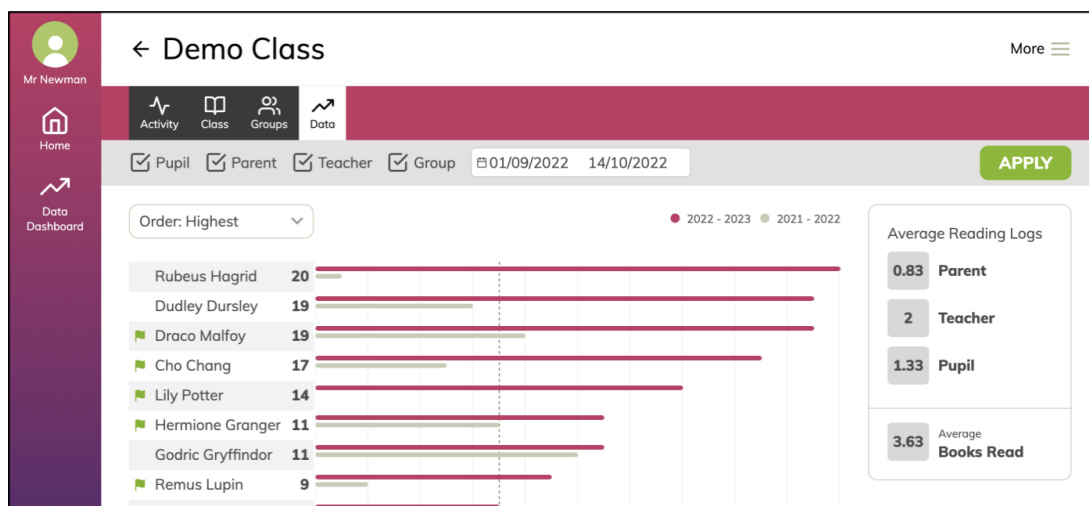 Mr Newman
Home
Data
Dashboard
← Demo Class
More
Activity
Class
Groups
Data
Pupil
Parent
Teacher
Group
01/09/2022 14/10/2022
APPLY
Order: Highest
2022 - 2023
2021 - 2022
Rubeus Hagrid 20
Dudley Dursley 19
Draco Malfoy 19
Cho Chang 17
Lily Potter 14
Hermione Granger 11
Godric Gryffindor 11
Remus Lupin 9
Average Reading Logs
0.83 Parent
2 Teacher
1.33 Pupil
3.63 Average
Books Read